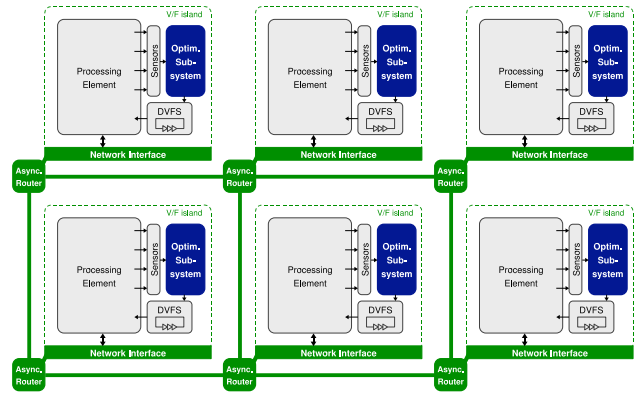 V/F island
Processing
Element
Sensors
Optim.
Sub-
system
DVFS
Network Interface
Async.
Router
V/F island
Processing
Element
Sensors
Optim.
Sub-
system
DVFS
Network Interface
Async.
Router
V/F island
Processing
Element
Sensors
Optim.
Sub-
system
DVFS
Network Interface
Async.
Router
V/F island
Processing
Element
Sensors
Optim.
Sub-
system
DVFS
Network Interface
Async.
Router
V/F island
Processing
Element
Sensors
Optim.
Sub-
system
DVFS
Network Interface
Async.
Router
V/F island
Processing
Element
Sensors
Optim.
Sub-
system
DVFS
Network Interface
Async.
Router